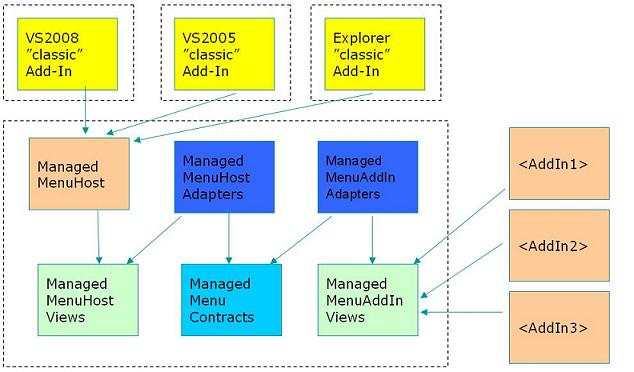 VS2008
"classic"
Add-In
VS2005
"classic"
Add-In
Explorer
"classic"
Add-In
Managed
MenuHost
Managed
MenuHost
Adapters
Managed
MenuAddIn
Adapters
<AddIn1>
<AddIn2>
Managed
MenuHost
Views
Managed
Menu
Contracts
Managed
MenuAddIn
Views
<AddIn3>